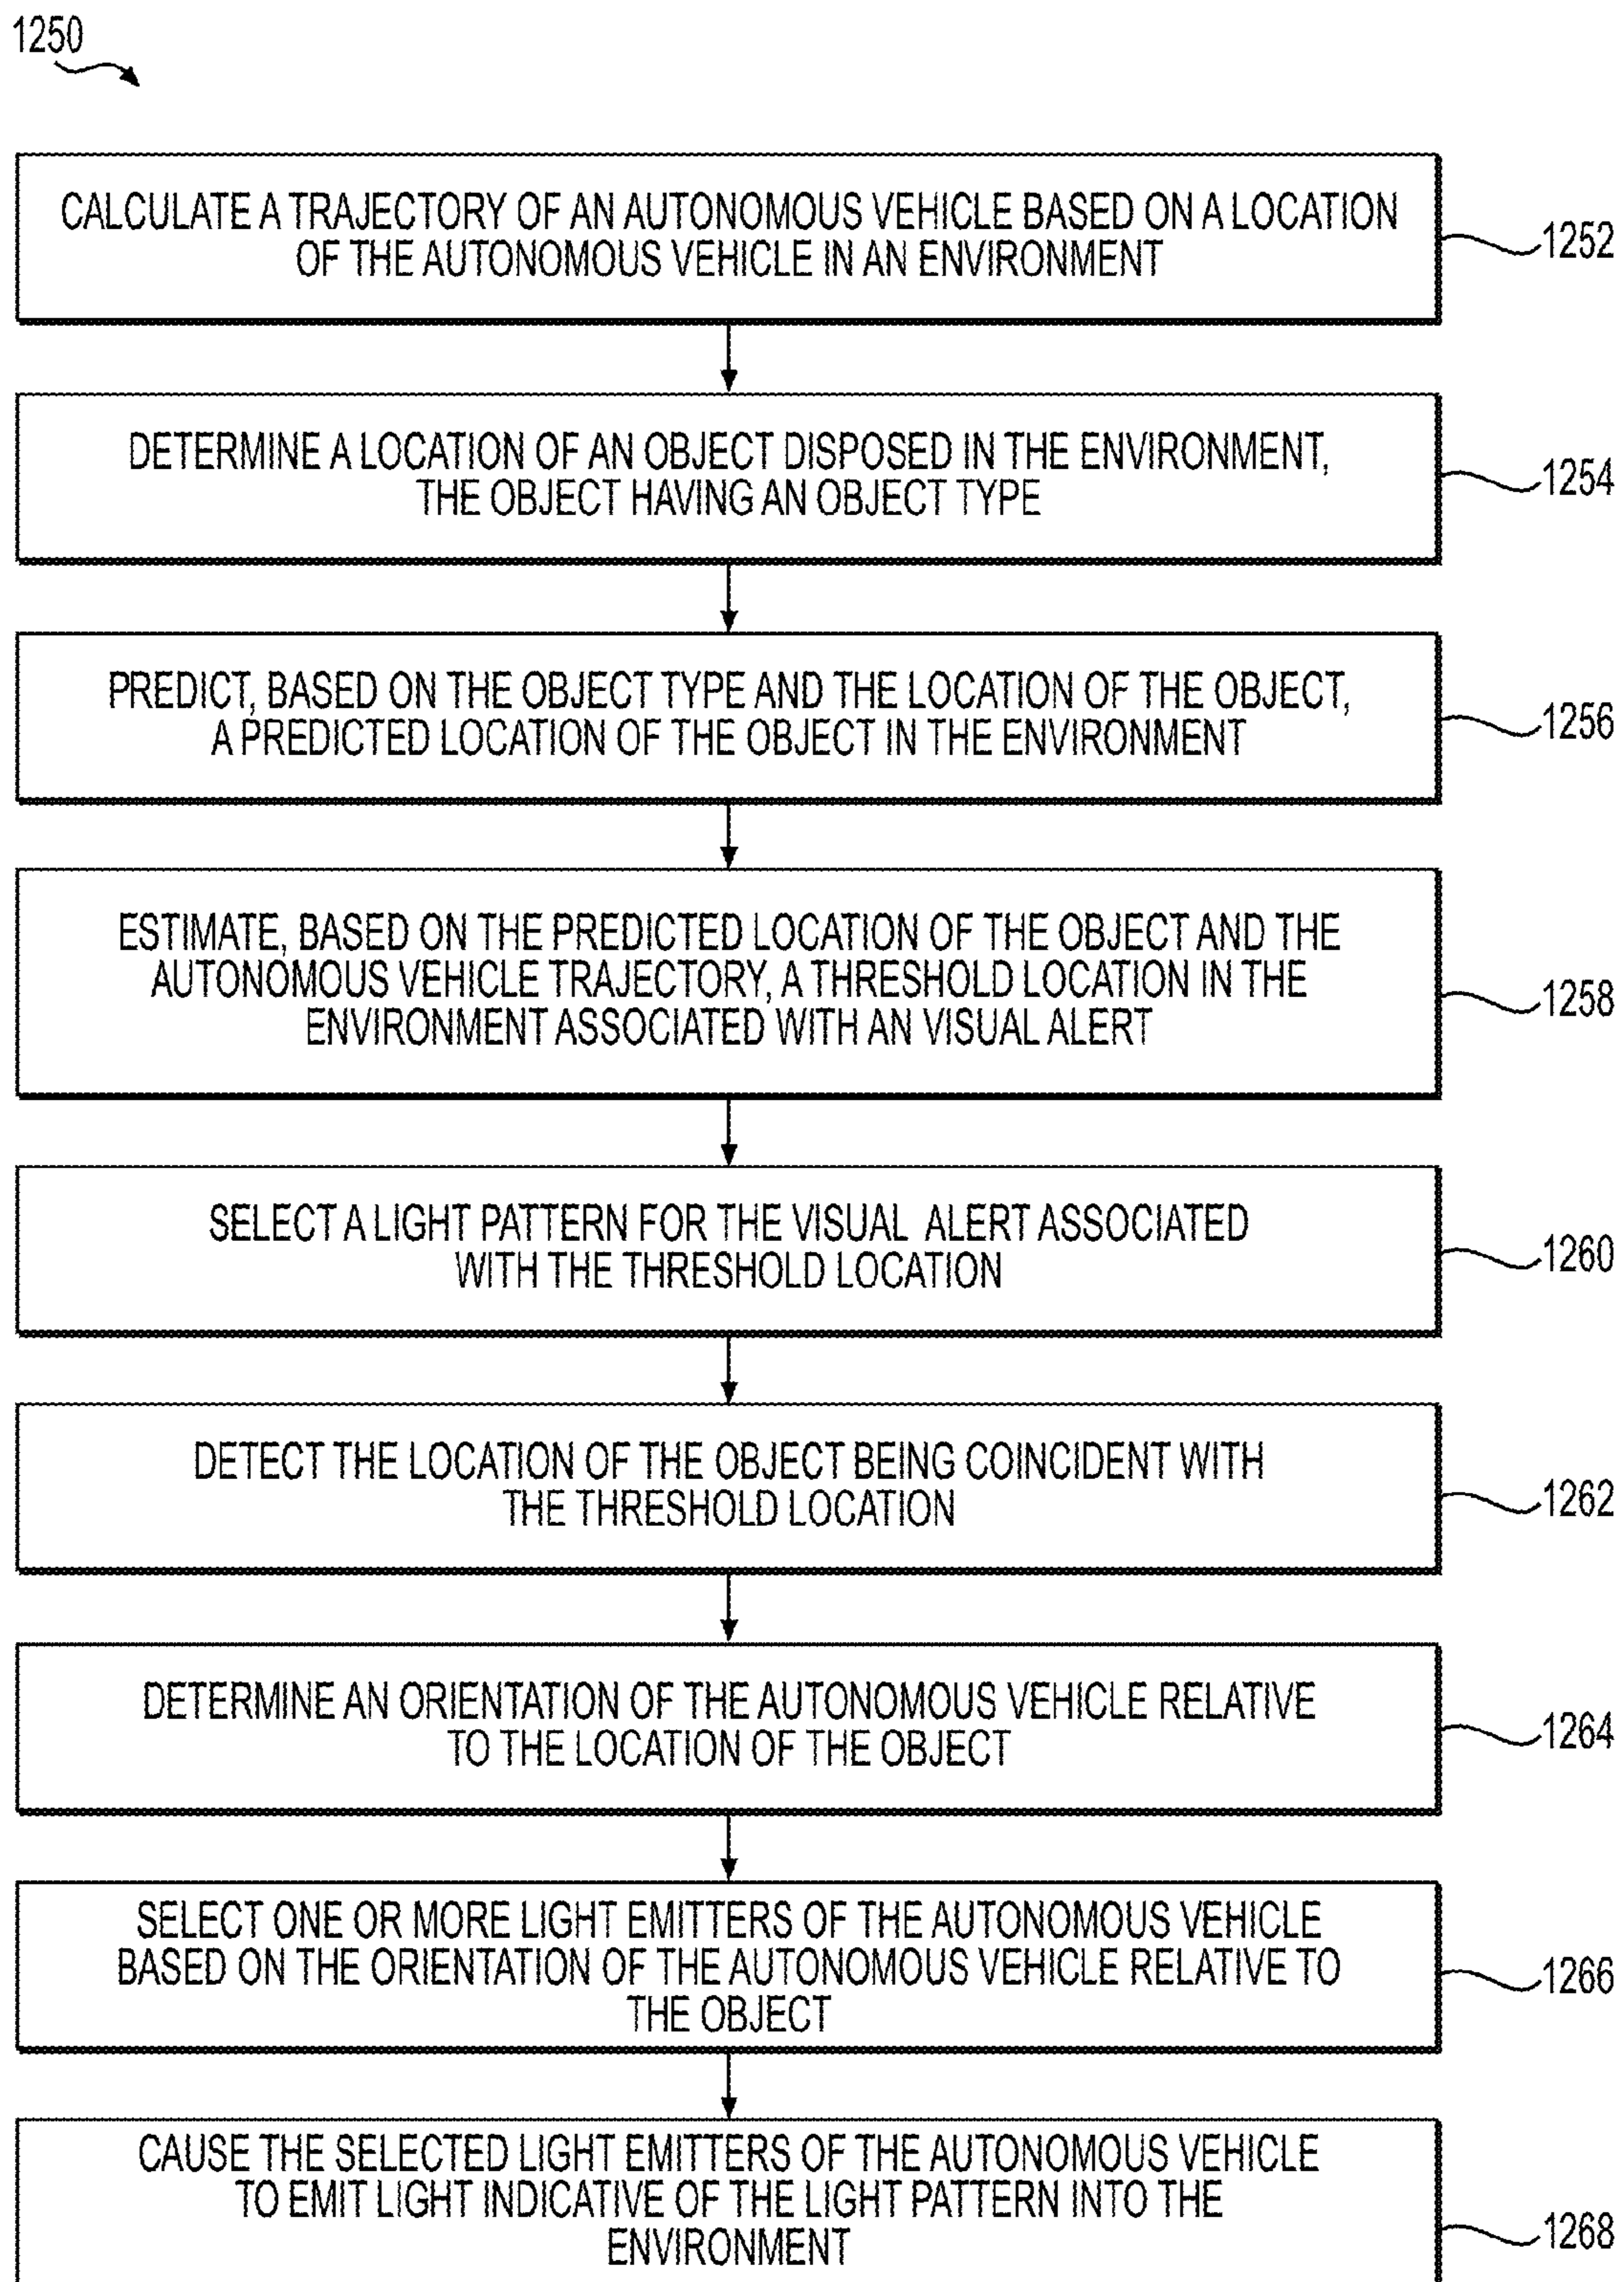 1250
CALCULATE A TRAJECTORY OF AN AUTONOMOUS VEHICLE BASED ON A LOCATION
OF THE AUTONOMOUS VEHICLE IN AN ENVIRONMENT
1252
DETERMINE A LOCATION OF AN OBJECT DISPOSED IN THE ENVIRONMENT,
THE OBJECT HAVING AN OBJECT TYPE
1254
PREDICT, BASED ON THE OBJECT TYPE AND THE LOCATION OF THE OBJECT,
A PREDICTED LOCATION OF THE OBJECT IN THE ENVIRONMENT
1256
ESTIMATE, BASED ON THE PREDICTED LOCATION OF THE OBJECT AND THE
AUTONOMOUS VEHICLE TRAJECTORY, A THRESHOLD LOCATION IN THE
ENVIRONMENT ASSOCIATED WITH AN VISUAL ALERT
1258
SELECT A LIGHT PATTERN FOR THE VISUAL ALERT ASSOCIATED
WITH THE THRESHOLD LOCATION
1260
DETECT THE LOCATION OF THE OBJECT BEING COINCIDENT WITH
THE THRESHOLD LOCATION
1262
DETERMINE AN ORIENTATION OF THE AUTONOMOUS VEHICLE RELATIVE
TO THE LOCATION OF THE OBJECT
1264
SELECT ONE OR MORE LIGHT EMITTERS OF THE AUTONOMOUS VEHICLE
BASED ON THE ORIENTATION OF THE AUTONOMOUS VEHICLE RELATIVE TO
THE OBJECT
1266
CAUSE THE SELECTED LIGHT EMITTERS OF THE AUTONOMOUS VEHICLE
TO EMIT LIGHT INDICATIVE OF THE LIGHT PATTERN INTO THE
ENVIRONMENT
1268